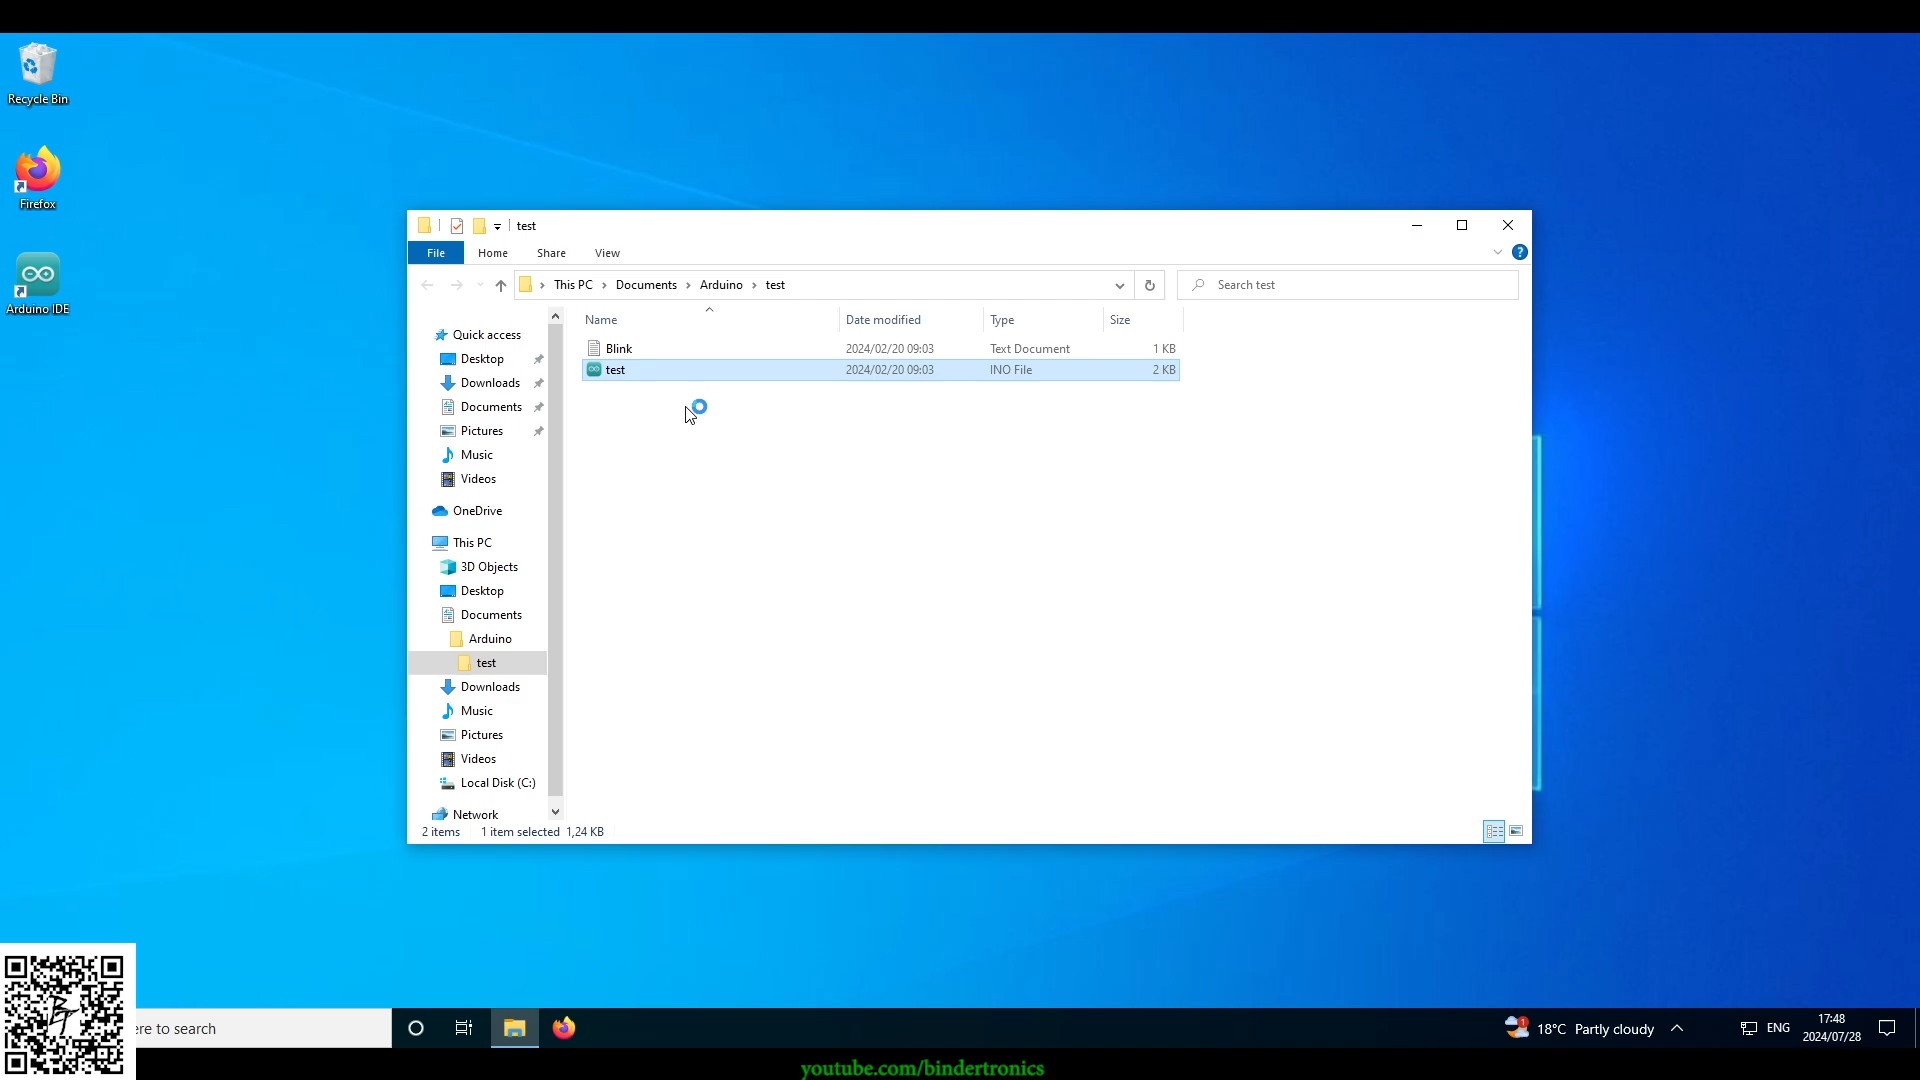 Recycle Bin
Firefox
Arduino IDE
test
File Home Share View
This PC > Documents > Arduino > test
Search test
Name Date modified Type Size
Blink 2024/02/20 09:03 Text Document 1 KB
test 2024/02/20 09:03 INO File 2 KB
Quick access
Desktop
Downloads
Documents
Pictures
Music
Videos
OneDrive
This PC
3D Objects
Desktop
Documents
Arduino
test
Downloads
Music
Pictures
Videos
Local Disk (C:)
Network
2 items 1 item selected 1,24 KB
ere to search
1
18°C Partly cloudy
ENG
17:48
2024/07/28
youtube.com/bindertronics